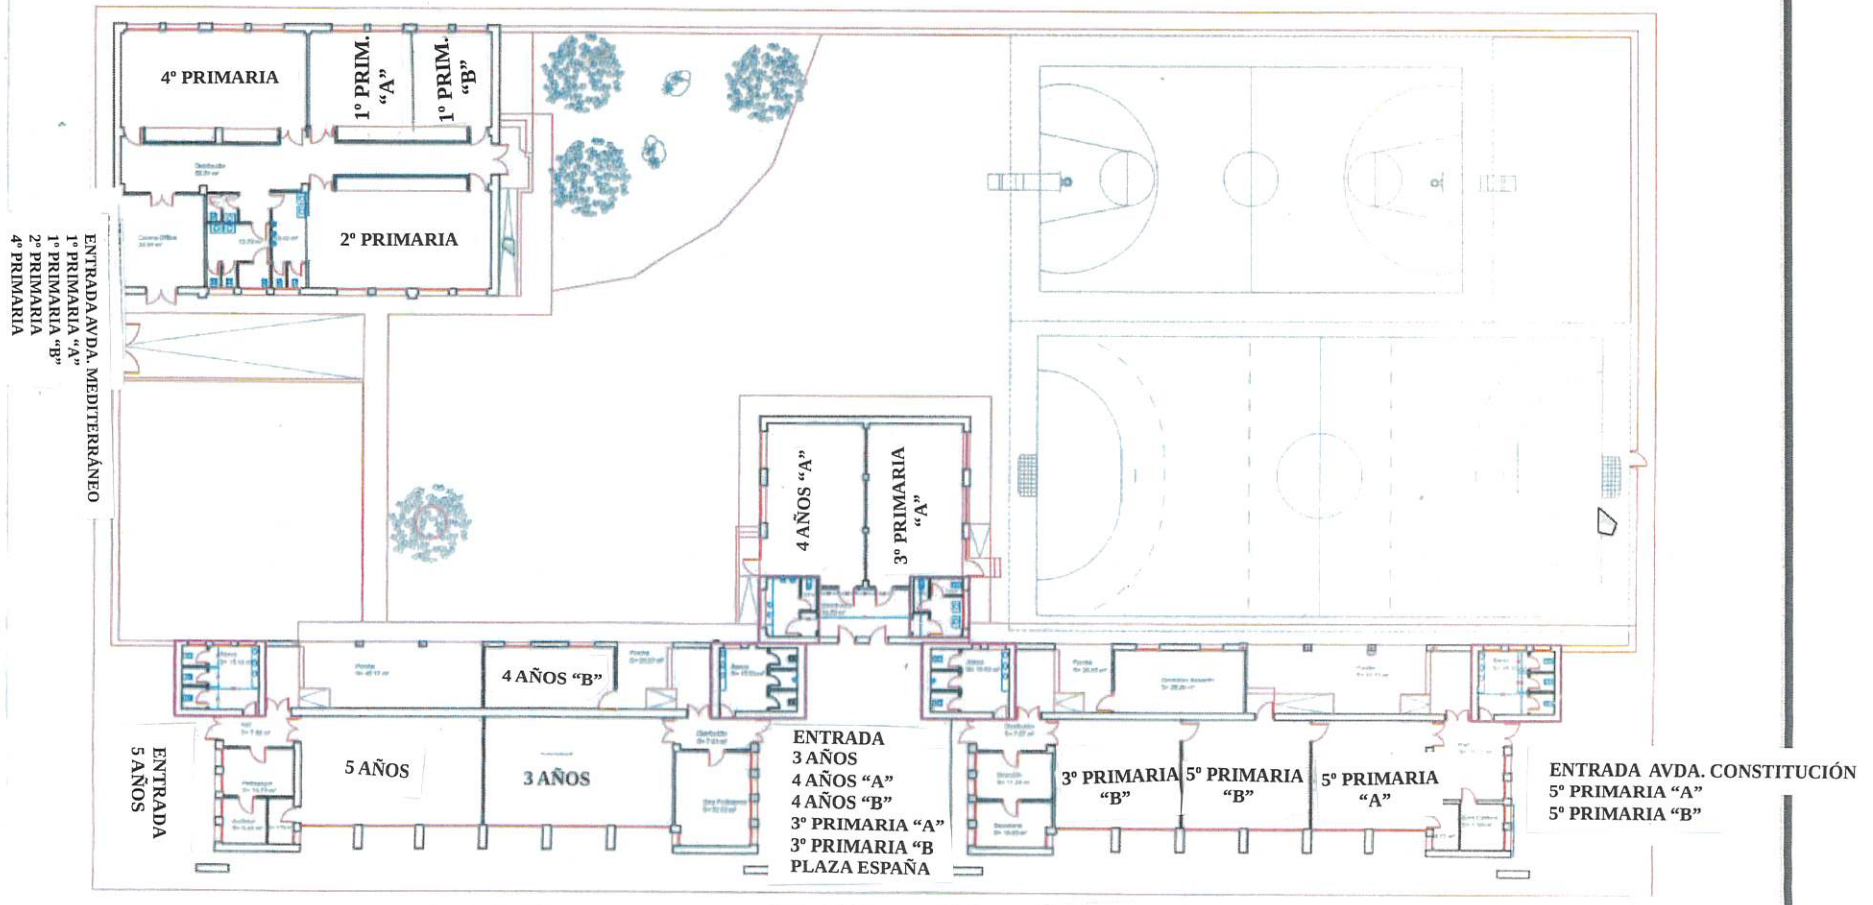 4º PRIMARIA
1º PRIM.
“A”
1º PRIM.
“B”
2º PRIMARIA
ENTRADA AVDA. MEDITERRÁNEO
1º PRIMARIA “A”
1º PRIMARIA “B”
2º PRIMARIA
4º PRIMARIA
4 AÑOS “A”
3º PRIMARIA
“A”
4 AÑOS “B”
ENTRADA
5 AÑOS
5 AÑOS
3 AÑOS
ENTRADA
3 AÑOS
4 AÑOS “A”
4 AÑOS “B”
3º PRIMARIA “A”
3º PRIMARIA “B
PLAZA ESPAÑA
3º PRIMARIA
“B”
5º PRIMARIA
“B”
5º PRIMARIA
“A”
ENTRADA AVDA. CONSTITUCIÓN
5º PRIMARIA “A”
5º PRIMARIA “B”